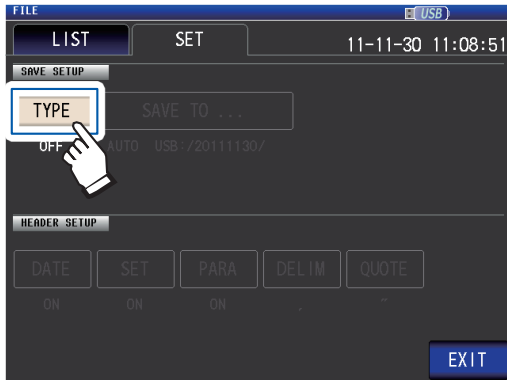 FILE USB
LIST SET 11-11-30 11:08:51
SAVE SETUP
TYPE SAVE TO ...
OFF AUTO USB:/20111130/
HEADER SETUP
DATE SET PARA DELIM QUOTE
ON ON ON , ~
EXIT